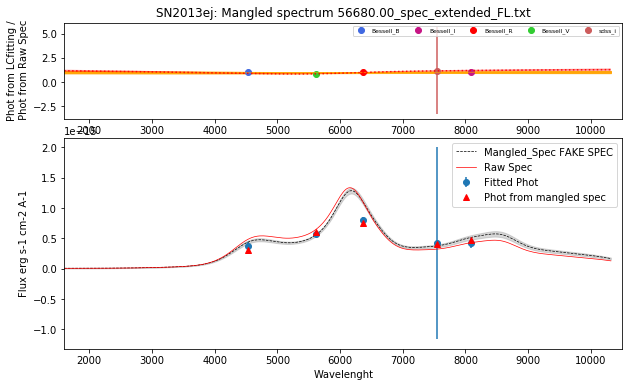 SN2013ej: Mangled spectrum 56680.00_spec_extended_FL.txt
Phot from LCfitting /
Phot from Raw Spec
5.0
2.5
0.0
−2.5
Bessell_B
Bessell_I
Bessell_R
Bessell_V
sdss_i
2000 3000 4000 5000 6000 7000 8000 9000 10000
Flux erg s-1 cm-2 A-1
2.0
1.5
1.0
0.5
0.0
−0.5
−1.0
Mangled_Spec FAKE SPEC
Raw Spec
Fitted Phot
Phot from mangled spec
2000 3000 4000 5000 6000 7000 8000 9000 10000
Wavelenght